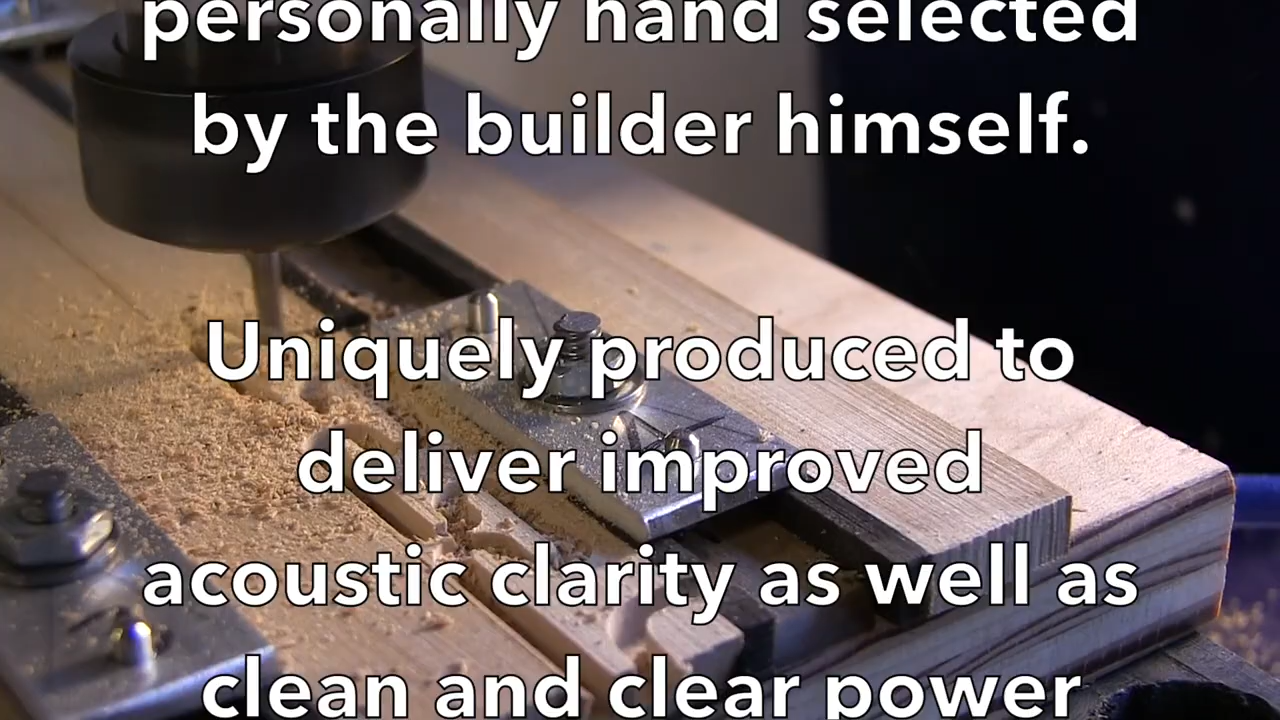 personally hand selected
by the builder himself.
Uniquely produced to
deliver improved
acoustic clarity as well as
clean and clear power